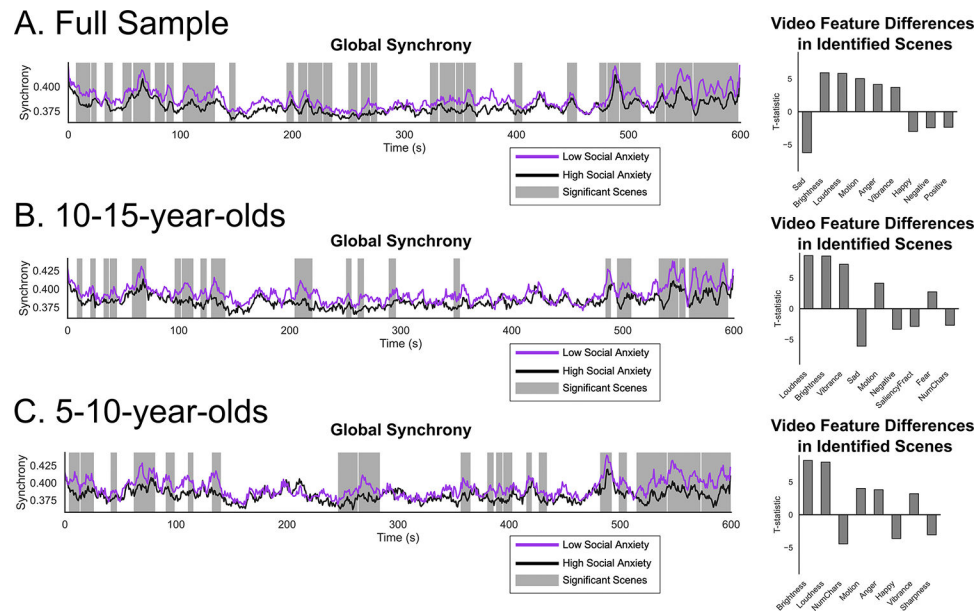 A. Full Sample
Global Synchrony
Synchrony
0.400
0.375
0 100 200 300 400 500 600
Time (s)
Low Social Anxiety
High Social Anxiety
Significant Scenes
Video Feature Differences
in Identified Scenes
T-statistic
5
0
−5
Sad
Brightness
Loudness
Motion
Anger
Vibrance
Happy
Negative
Positive
B. 10-15-year-olds
Global Synchrony
Synchrony
0.425
0.400
0.375
0 100 200 300 400 500 600
Time (s)
Low Social Anxiety
High Social Anxiety
Significant Scenes
Video Feature Differences
in Identified Scenes
T-statistic
5
0
−5
Loudness
Brightness
Vibrance
Sad
Motion
Negative
SaliencyFract
Fear
NumChars
C. 5-10-year-olds
Global Synchrony
Synchrony
0.425
0.400
0.375
0 100 200 300 400 500 600
Time (s)
Low Social Anxiety
High Social Anxiety
Significant Scenes
Video Feature Differences
in Identified Scenes
T-statistic
5
0
−5
Brightness
Loudness
NumChars
Motion
Anger
Happy
Vibrance
Sharpness